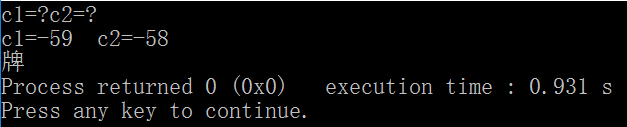 c1=?c2=?
c1=-59  c2=-58
牌
Process returned 0 (0x0)   execution time : 0.931 s
Press any key to continue.